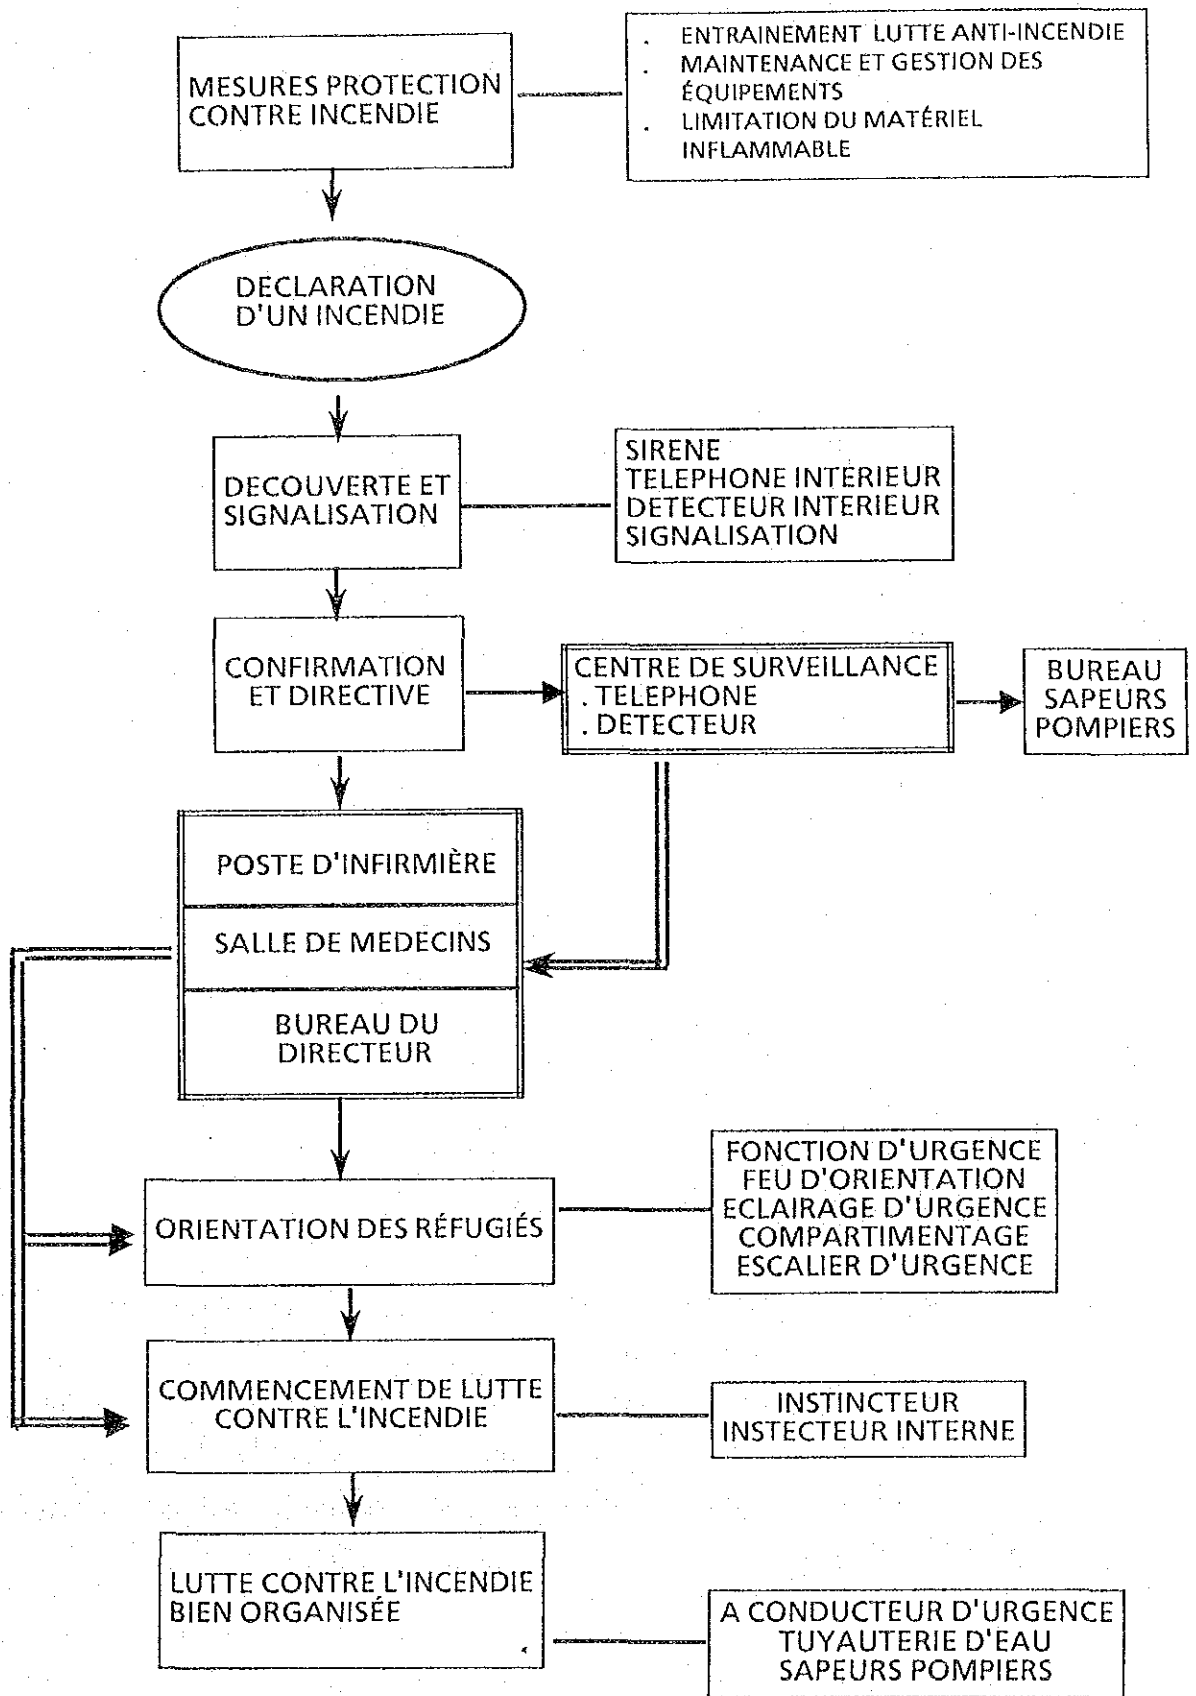 MESURES PROTECTION
CONTRE INCENDIE
. ENTRAINEMENT LUTTE ANTI-INCENDIE
. MAINTENANCE ET GESTION DES
ÉQUIPEMENTS
. LIMITATION DU MATÉRIEL
INFLAMMABLE
DECLARATION
D'UN INCENDIE
DECOUVERTE ET
SIGNALISATION
SIRENE
TELEPHONE INTERIEUR
DETECTEUR INTERIEUR
SIGNALISATION
CONFIRMATION
ET DIRECTIVE
CENTRE DE SURVEILLANCE
. TELEPHONE
. DETECTEUR
BUREAU
SAPEURS
POMPIERS
POSTE D'INFIRMIÈRE
SALLE DE MEDECINS
BUREAU DU
DIRECTEUR
ORIENTATION DES RÉFUGIÉS
FONCTION D'URGENCE
FEU D'ORIENTATION
ECLAIRAGE D'URGENCE
COMPARTIMENTAGE
ESCALIER D'URGENCE
COMMENCEMENT DE LUTTE
CONTRE L'INCENDIE
INSTINCTEUR
INSTECTEUR INTERNE
LUTTE CONTRE L'INCENDIE
BIEN ORGANISÉE
A CONDUCTEUR D'URGENCE
TUYAUTERIE D'EAU
SAPEURS POMPIERS